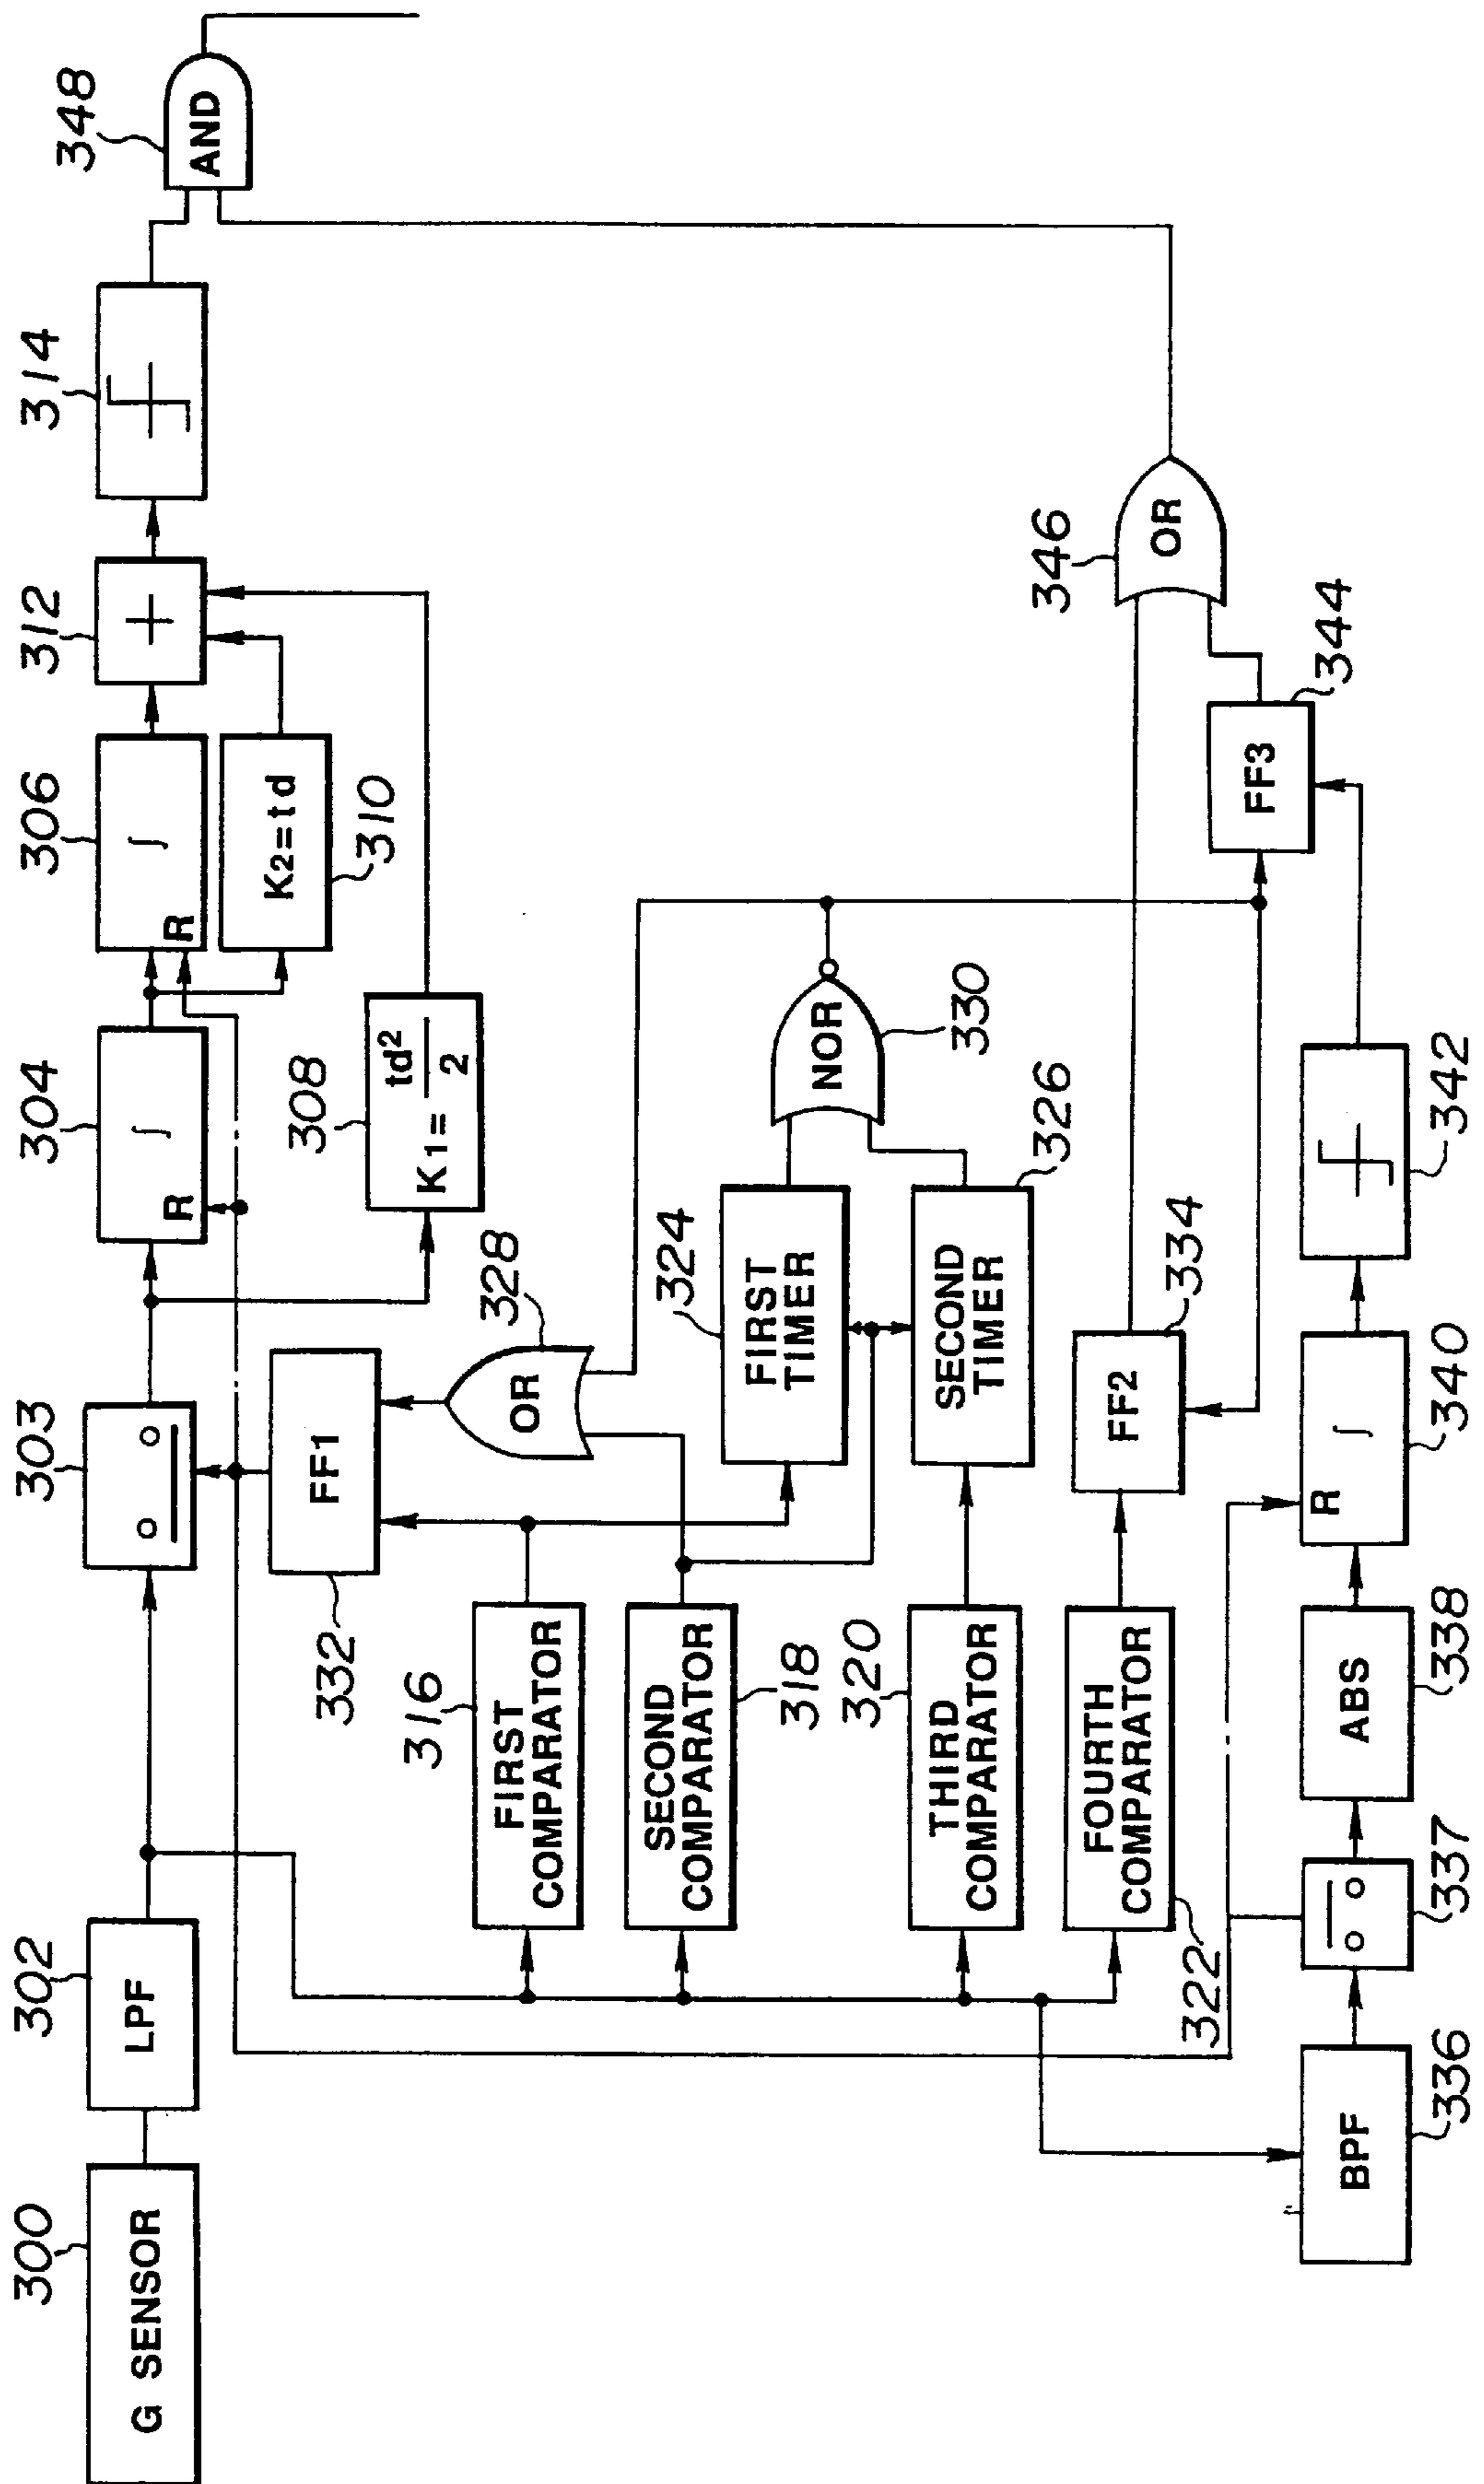 300
G SENSOR
302
LPF
303
304
∫
R
306
∫
R
312
+
314
348
AND
308
K1= td2/2
K2=td
310
332
FF1
328
OR
316
FIRST
COMPARATOR
SECOND
COMPARATOR
318
320
THIRD
COMPARATOR
FOURTH
COMPARATOR
322
324
FIRST
TIMER
SECOND
TIMER
326
NOR
330
334
FF2
346
OR
FF3
344
BPF
336
337
ABS
338
R
∫
340
342